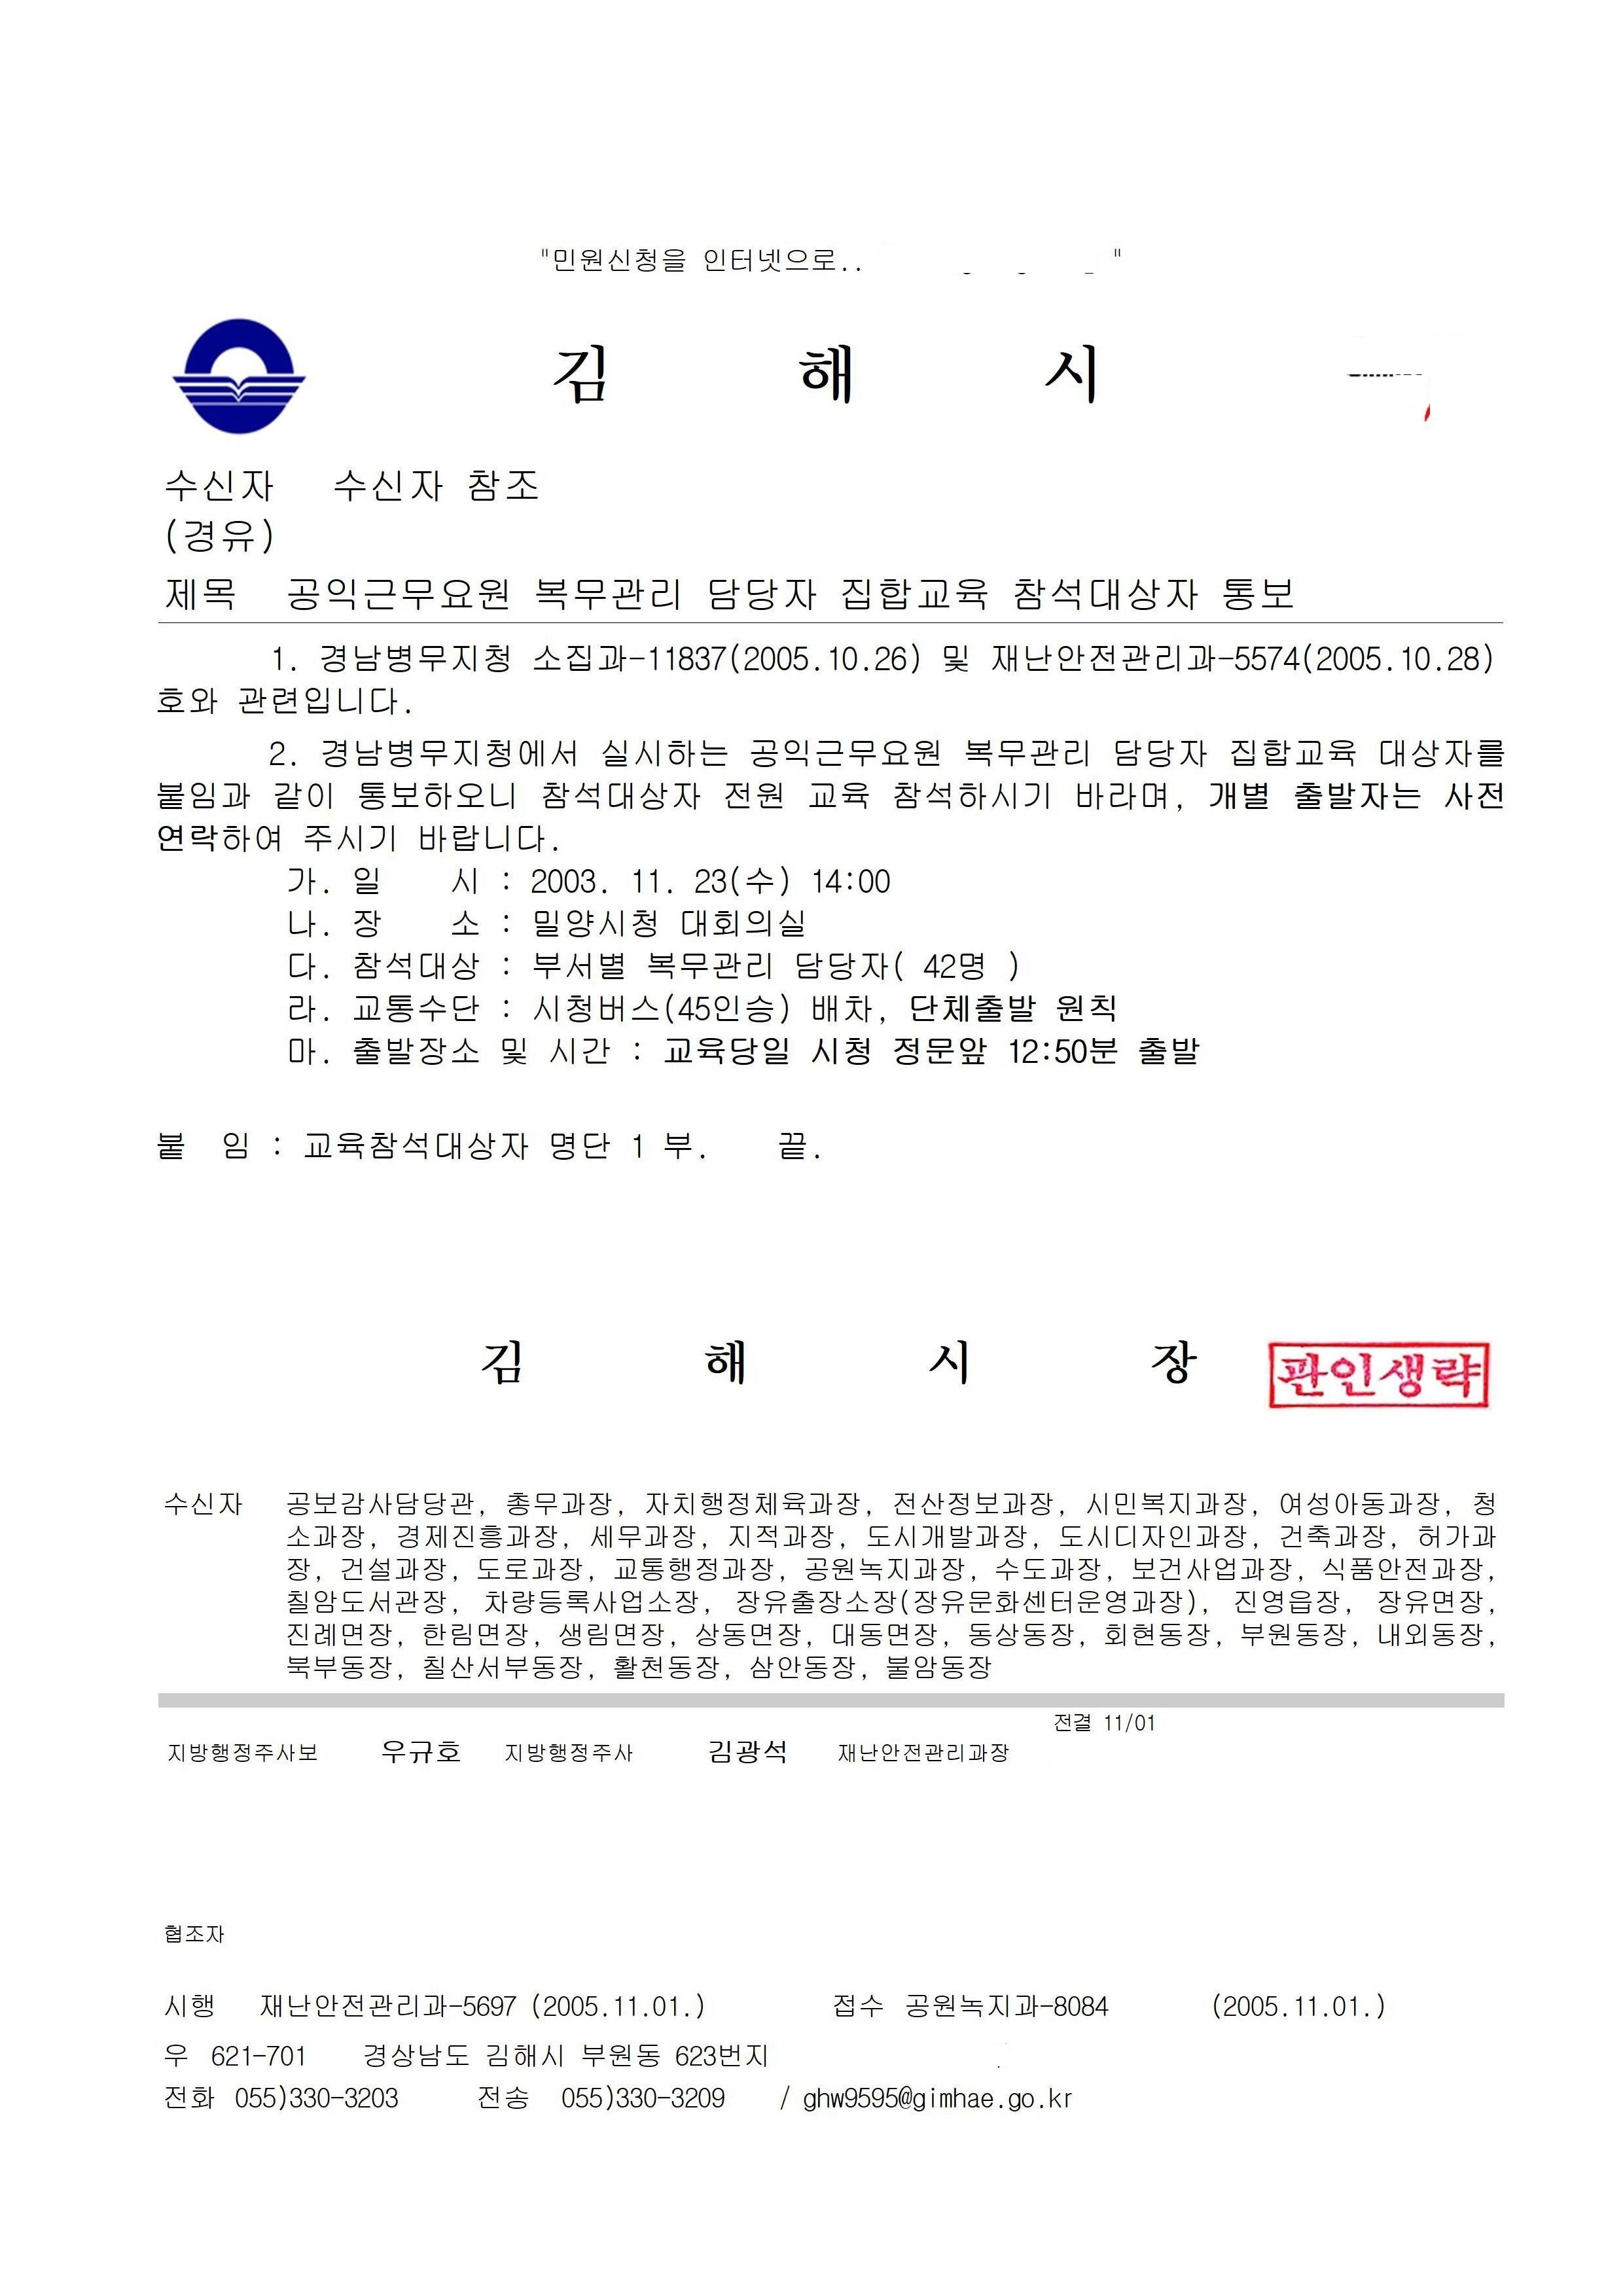 "민원신청을 인터넷으로.. "
김 해 시
수신자 수신자 참조
(경유)
제목 공익근무요원 복무관리 담당자 집합교육 참석대상자 통보
1. 경남병무지청 소집과-11837(2005.10.26) 및 재난안전관리과-5574(2005.10.28)
호와 관련입니다.
2. 경남병무지청에서 실시하는 공익근무요원 복무관리 담당자 집합교육 대상자를
붙임과 같이 통보하오니 참석대상자 전원 교육 참석하시기 바라며, 개별 출발자는 사전
연락하여 주시기 바랍니다.
가. 일 시 : 2003. 11. 23(수) 14:00
나. 장 소 : 밀양시청 대회의실
다. 참석대상 : 부서별 복무관리 담당자( 42명 )
라. 교통수단 : 시청버스(45인승) 배차, 단체출발 원칙
마. 출발장소 및 시간 : 교육당일 시청 정문앞 12:50분 출발
붙 임 : 교육참석대상자 명단 1 부. 끝.
김 해 시 장 관인생략
수신자 공보감사담당관, 총무과장, 자치행정체육과장, 전산정보과장, 시민복지과장, 여성아동과장, 청
소과장, 경제진흥과장, 세무과장, 지적과장, 도시개발과장, 도시디자인과장, 건축과장, 허가과
장, 건설과장, 도로과장, 교통행정과장, 공원녹지과장, 수도과장, 보건사업과장, 식품안전과장,
칠암도서관장, 차량등록사업소장, 장유출장소장(장유문화센터운영과장), 진영읍장, 장유면장,
진례면장, 한림면장, 생림면장, 상동면장, 대동면장, 동상동장, 회현동장, 부원동장, 내외동장,
북부동장, 칠산서부동장, 활천동장, 삼안동장, 불암동장
전결 11/01
지방행정주사보 우규호 지방행정주사 김광석 재난안전관리과장
협조자
시행 재난안전관리과-5697 (2005.11.01.) 접수 공원녹지과-8084 (2005.11.01.)
우 621-701 경상남도 김해시 부원동 623번지
전화 055)330-3203 전송 055)330-3209 / ghw9595@gimhae.go.kr